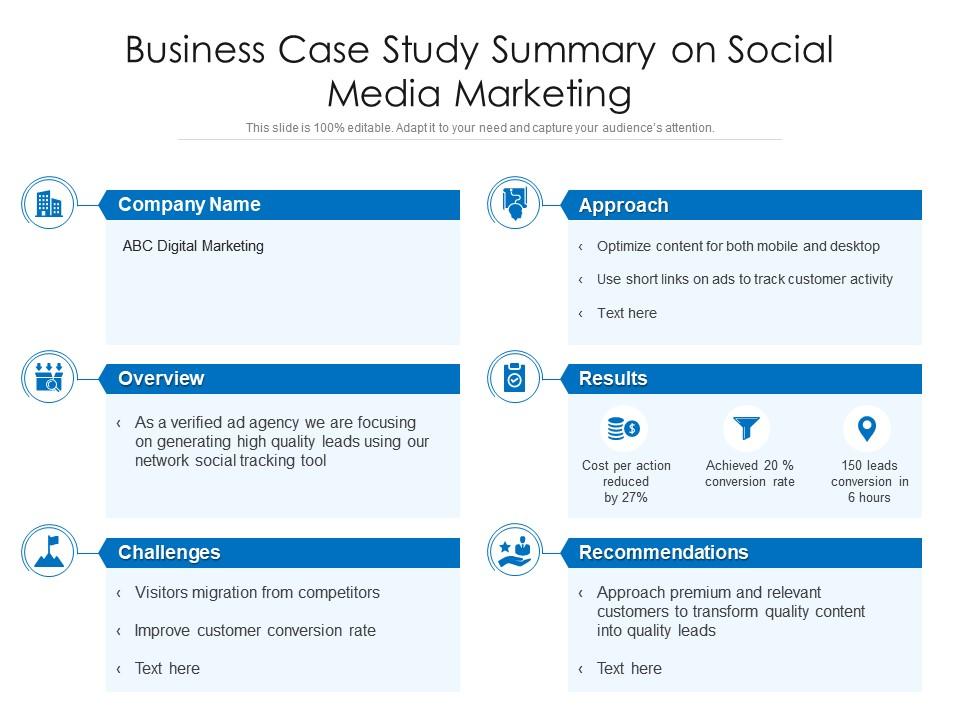 Business Case Study Summary on Social
Media Marketing
This slide is 100% editable. Adapt it to your need and capture your audience's attention.
Company Name
ABC Digital Marketing
Approach
‹ Optimize content for both mobile and desktop
‹ Use short links on ads to track customer activity
‹ Text here
Overview
‹ As a verified ad agency we are focusing
on generating high quality leads using our
network social tracking tool
Results
$
Cost per action
reduced
by 27%
Achieved 20 %
conversion rate
150 leads
conversion in
6 hours
Challenges
‹ Visitors migration from competitors
‹ Improve customer conversion rate
‹ Text here
Recommendations
‹ Approach premium and relevant
customers to transform quality content
into quality leads
‹ Text here